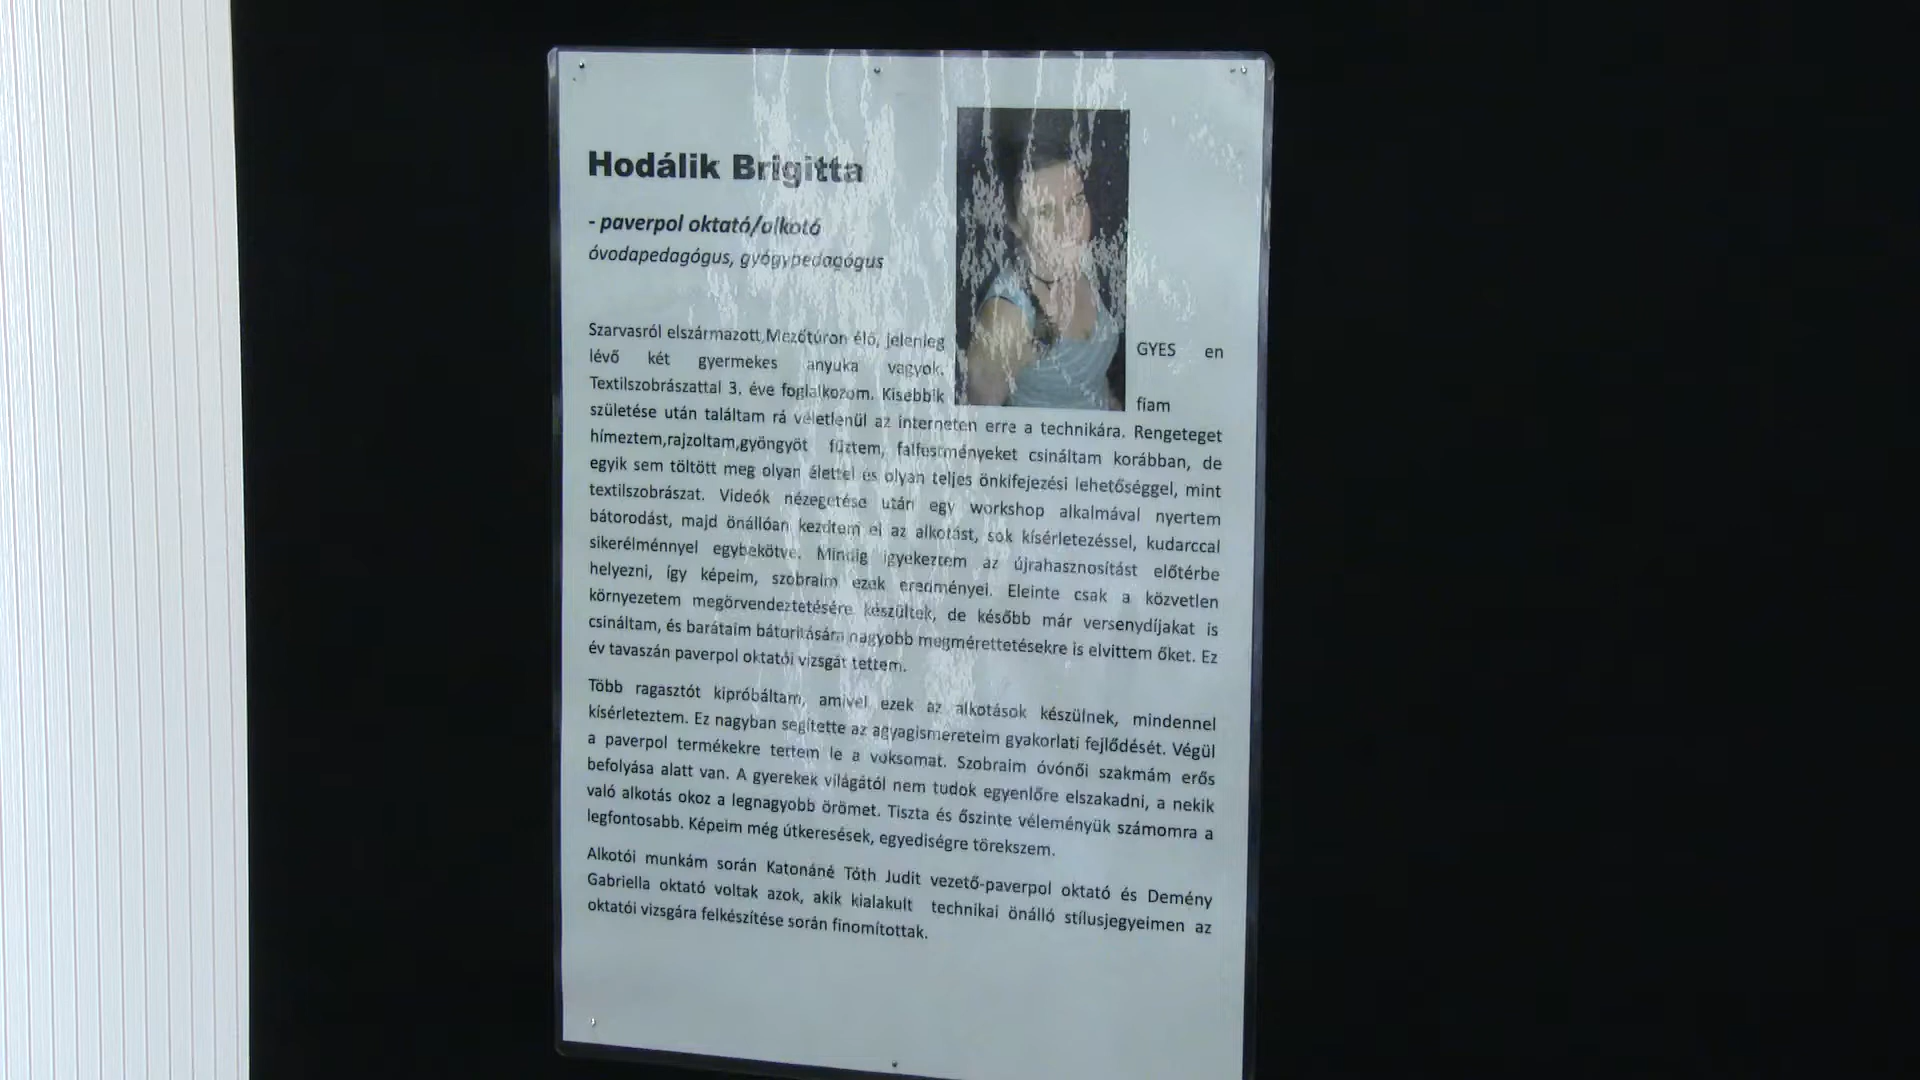 Hodálik Brigitta
- paverpol oktató/alkotó
óvodapedagógus, gyógypedagógus
Szarvasról elszármazott,Mezőtúron élő, jelenleg GYES en
lévő két gyermekes anyuka vagyok.
Textilszobrászattal 3. éve foglalkozom. Kisebbik fiam
születése után találtam rá véletlenül az interneten erre a technikára. Rengeteget
hímeztem,rajzoltam,gyöngyöt fűztem, falfestményeket csináltam korábban, de
egyik sem töltött meg olyan élettel és olyan teljes önkifejezési lehetőséggel, mint
textilszobrászat. Videók nézegetése után egy workshop alkalmával nyertem
bátorodást, majd önállóan kezdtem el az alkotást, sok kísérletezéssel, kudarccal
sikerélménnyel egybekötve. Mindig igyekeztem az újrahasznosítást előtérbe
helyezni, így képeim, szobraim ezek eredményei. Eleinte csak a közvetlen
környezetem megörvendeztetésére készültek, de később már versenydíjakat is
csináltam, és barátaim bátorítására nagyobb megmérettetésekre is elvittem őket. Ez
év tavaszán paverpol oktatói vizsgát tettem.
Több ragasztót kipróbáltam, amivel ezek az alkotások készülnek, mindennel
kísérleteztem. Ez nagyban segítette az agyagismereteim gyakorlati fejlődését. Végül
a paverpol termékekre tettem le a voksomat. Szobraim óvónői szakmám erős
befolyása alatt van. A gyerekek világától nem tudok egyenlőre elszakadni, a nekik
való alkotás okoz a legnagyobb örömet. Tiszta és őszinte véleményük számomra a
legfontosabb. Képeim még útkeresések, egyediségre törekszem.
Alkotói munkám során Katonáné Tóth Judit vezető-paverpol oktató és Demény
Gabriella oktató voltak azok, akik kialakult technikai önálló stílusjegyeimen az
oktatói vizsgára felkészítése során finomítottak.